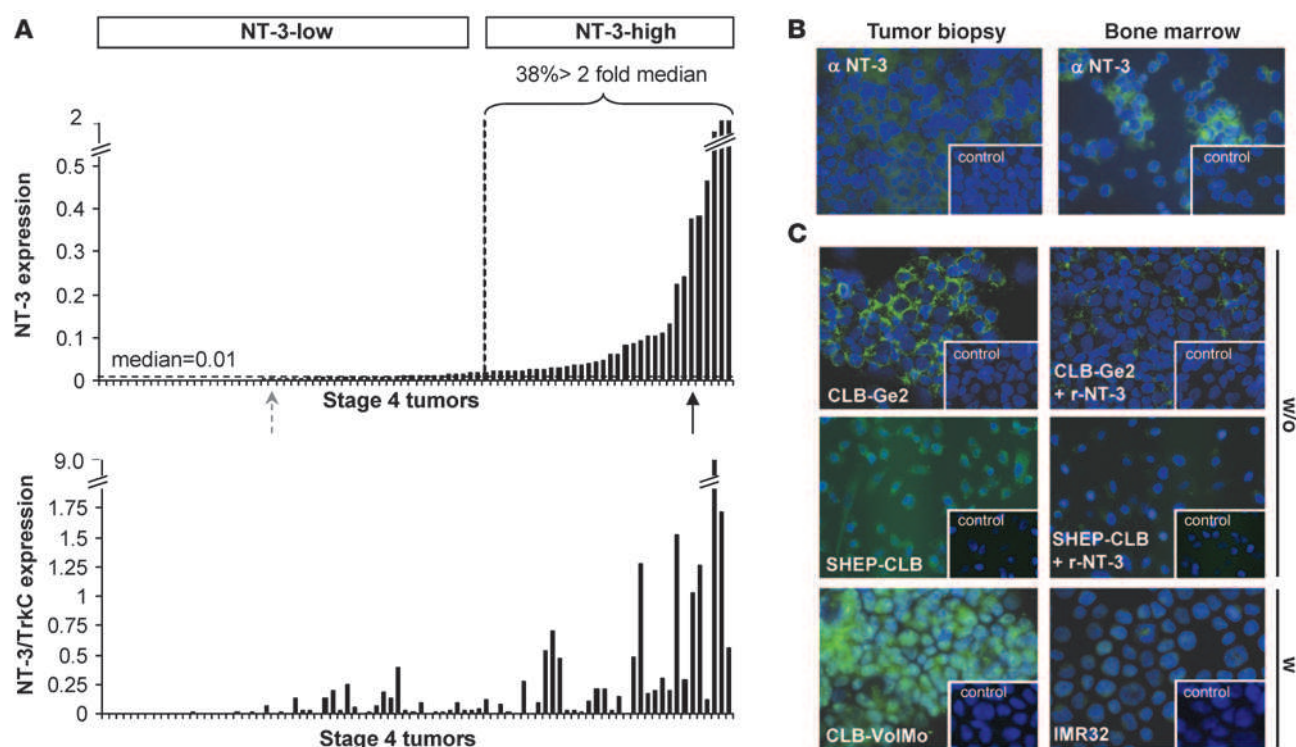 A
NT-3-low
NT-3-high
38%> 2 fold median
NT-3 expression
2
0.5
0.4
0.3
0.2
0.1
0
median=0.01
Stage 4 tumors
NT-3/TrkC expression
9.0
1.75
1.5
1.25
1
0.75
0.5
0.25
0
Stage 4 tumors
B
Tumor biopsy
Bone marrow
α NT-3
control
α NT-3
control
C
CLB-Ge2
control
CLB-Ge2
+ r-NT-3
control
SHEP-CLB
control
SHEP-CLB
+ r-NT-3
control
W/O
CLB-VolMo
control
IMR32
control
W